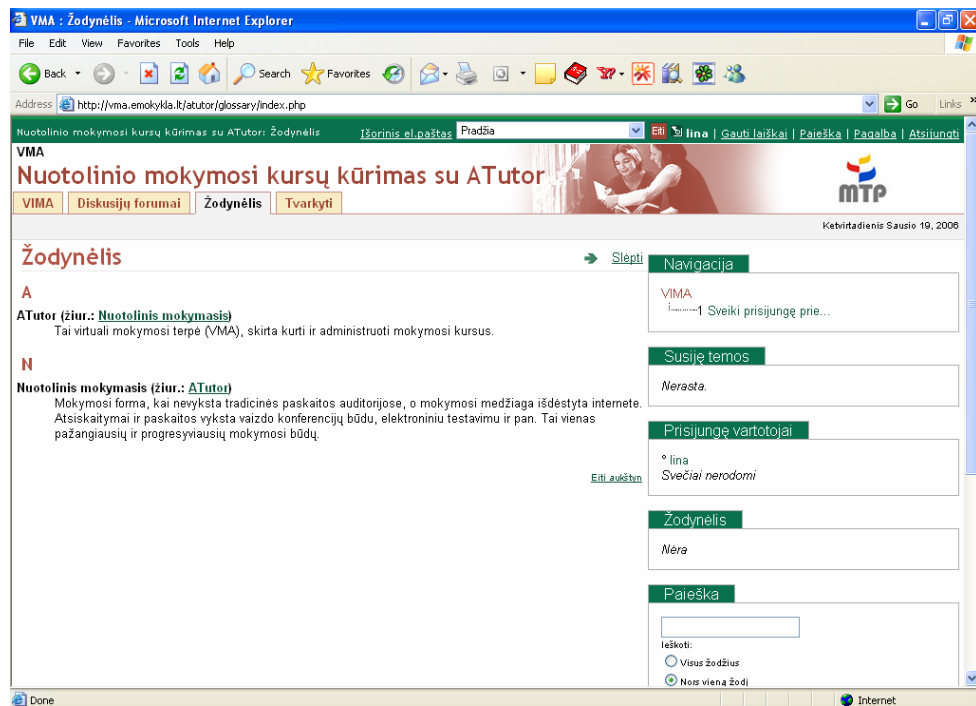 VMA : Žodynėlis - Microsoft Internet Explorer
File Edit View Favorites Tools Help
Back Search Favorites
Address http://vma.emokykla.lt/atutor/glossary/index.php Go Links »
Nuotolinio mokymosi kursų kūrimas su ATutor: Žodynėlis Išorinis el.paštas Pradžia Eiti lina | Gauti laiškai | Paieška | Pagalba | Atsijungti
VMA
Nuotolinio mokymosi kursų kūrimas su ATutor
MTP
VIMA Diskusijų forumai Žodynėlis Tvarkyti
Ketvirtadienis Sausio 19, 2006
Žodynėlis
Slėpti
A
ATutor (žiur.: Nuotolinis mokymasis)
Tai virtuali mokymosi terpė (VMA), skirta kurti ir administruoti mokymosi kursus.
N
Nuotolinis mokymasis (žiur.: ATutor)
Mokymosi forma, kai nevyksta tradicinės paskaitos auditorijose, o mokymosi medžiaga išdėstyta internete.
Atsiskaitymai ir paskaitos vyksta vaizdo konferencijų būdu, elektroniniu testavimu ir pan. Tai vienas
pažangiausių ir progresyviausių mokymosi būdų.
Eiti aukštyn
Navigacija
VIMA
1 Sveiki prisijungę prie...
Susiję temos
Nerasta.
Prisijungę vartotojai
° lina
Svečiai nerodomi
Žodynėlis
Nėra
Paieška
Ieškoti:
Visus žodžius
Nors vieną žodį
Done
Internet